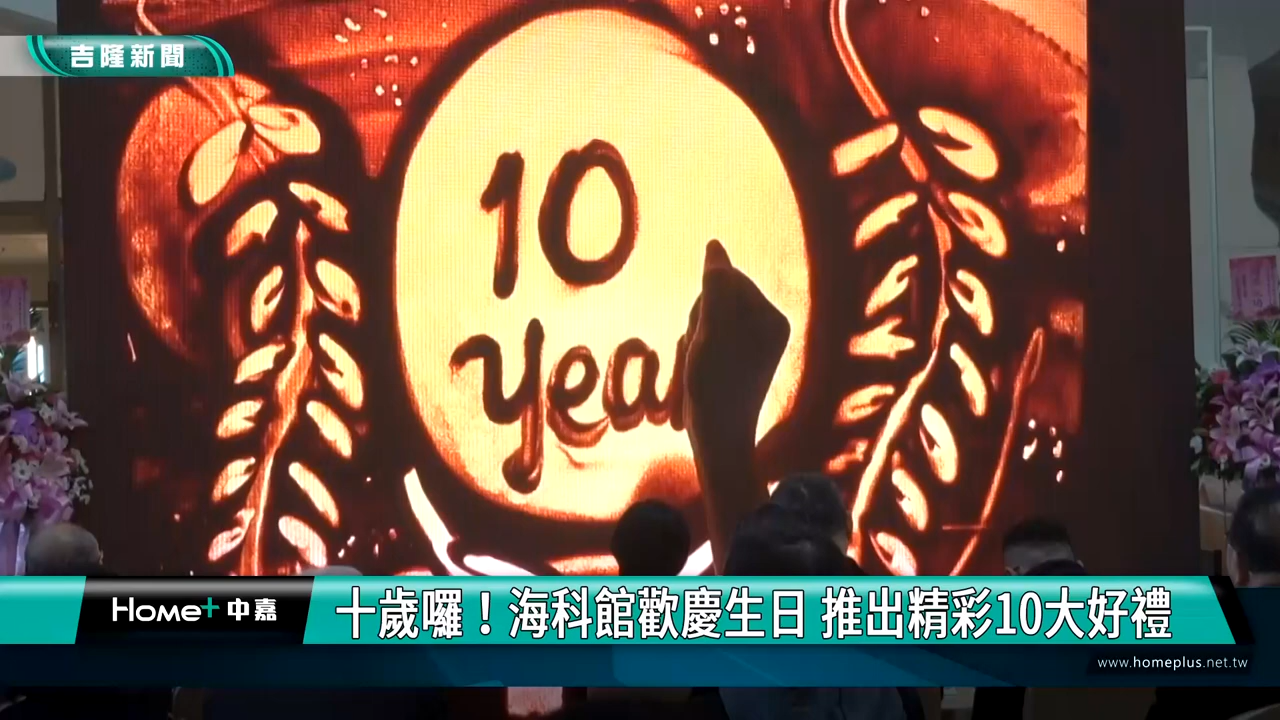 吉隆新聞
10
Year
Home+中嘉
十歲囉！海科館歡慶生日 推出精彩10大好禮
www.homeplus.net.tw